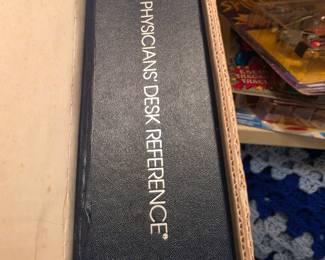 PHYSICIANS' DESK REFERENCE®